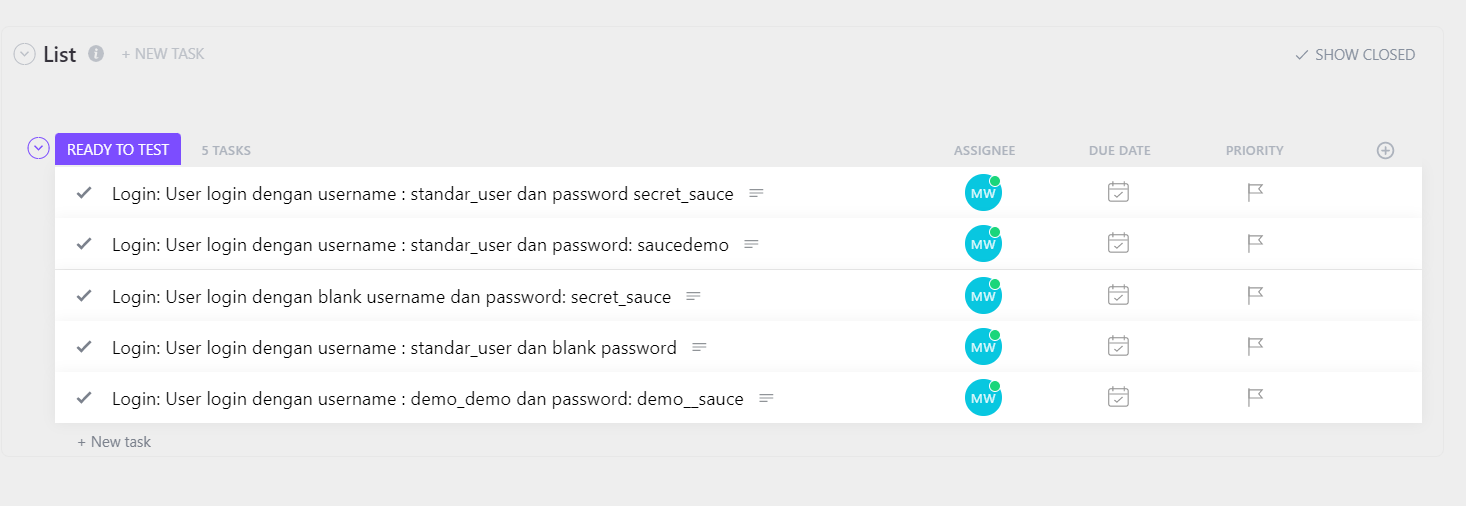 List + NEW TASK SHOW CLOSED
READY TO TEST 5 TASKS ASSIGNEE DUE DATE PRIORITY
Login: User login dengan username : standar_user dan password secret_sauce MW
Login: User login dengan username : standar_user dan password: saucedemo MW
Login: User login dengan blank username dan password: secret_sauce MW
Login: User login dengan username : standar_user dan blank password MW
Login: User login dengan username : demo_demo dan password: demo__sauce MW
+ New task